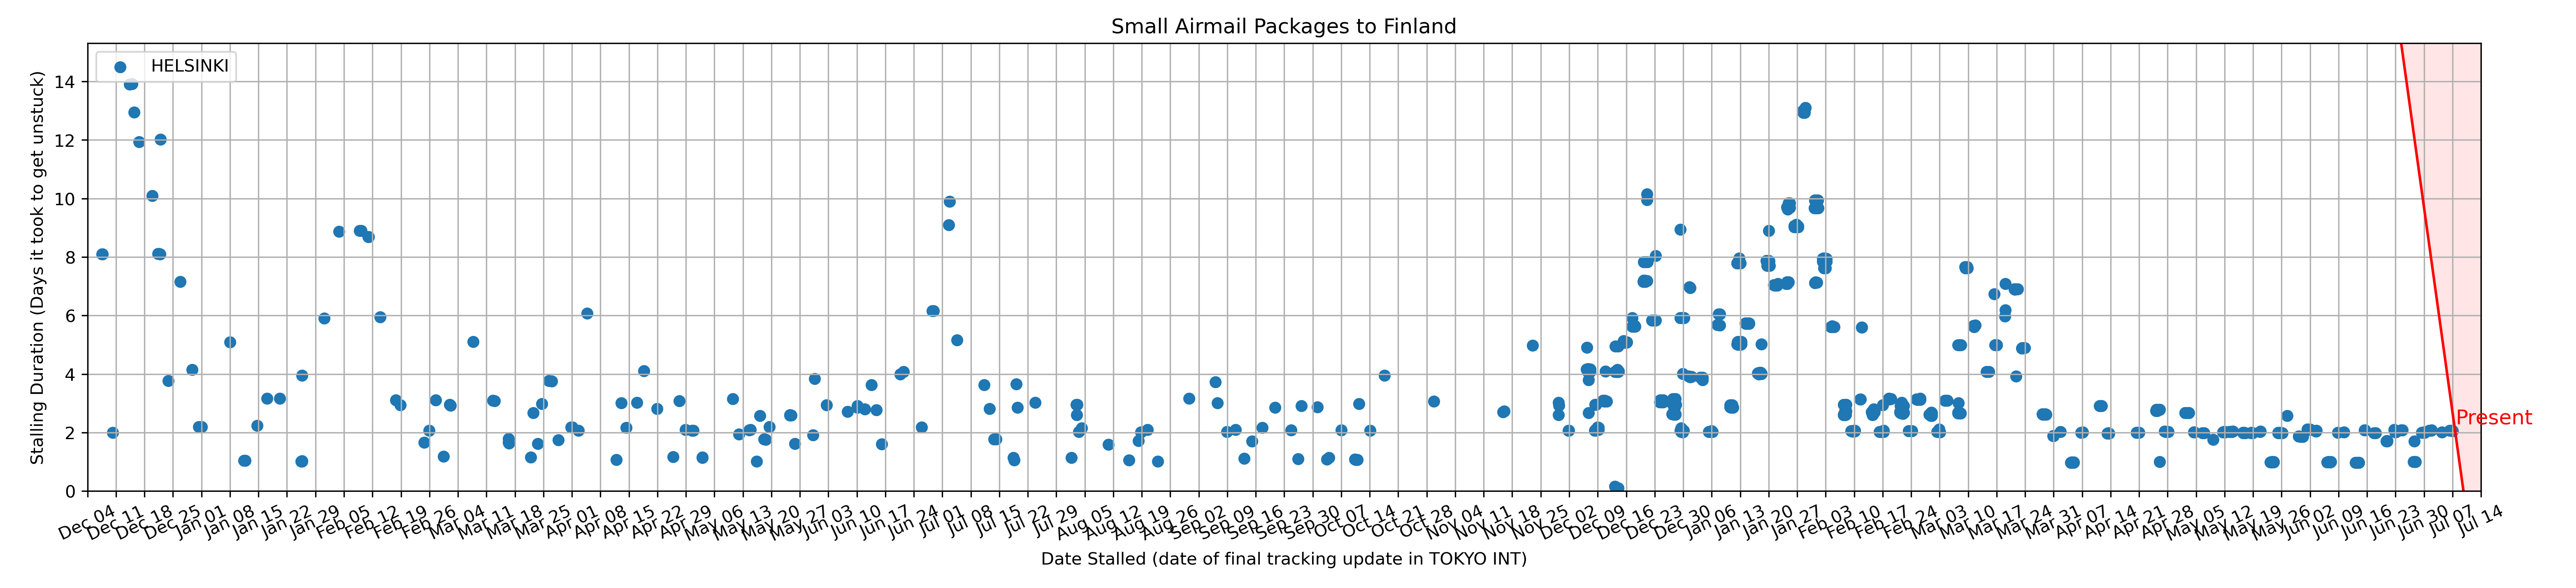 Small Airmail Packages to Finland
HELSINKI
Stalling Duration (Days it took to get unstuck)
14
12
10
8
6
4
2
0
Present
Dec 04 Dec 11 Dec 18 Dec 25 Jan 01 Jan 08 Jan 15 Jan 22 Jan 29 Feb 05 Feb 12 Feb 19 Feb 26 Mar 04 Mar 11 Mar 18 Mar 25 Apr 01 Apr 08 Apr 15 Apr 22 Apr 29 May 06 May 13 May 20 May 27 Jun 03 Jun 10 Jun 17 Jun 24 Jul 01 Jul 08 Jul 15 Jul 22 Jul 29 Aug 05 Aug 12 Aug 19 Aug 26 Sep 02 Sep 09 Sep 16 Sep 23 Sep 30 Oct 07 Oct 14 Oct 21 Oct 28 Nov 04 Nov 11 Nov 18 Nov 25 Dec 02 Dec 09 Dec 16 Dec 23 Dec 30 Jan 06 Jan 13 Jan 20 Jan 27 Feb 03 Feb 10 Feb 17 Feb 24 Mar 03 Mar 10 Mar 17 Mar 24 Mar 31 Apr 07 Apr 14 Apr 21 Apr 28 May 05 May 12 May 19 May 26 Jun 02 Jun 09 Jun 16 Jun 23 Jun 30 Jul 07 Jul 14
Date Stalled (date of final tracking update in TOKYO INT)